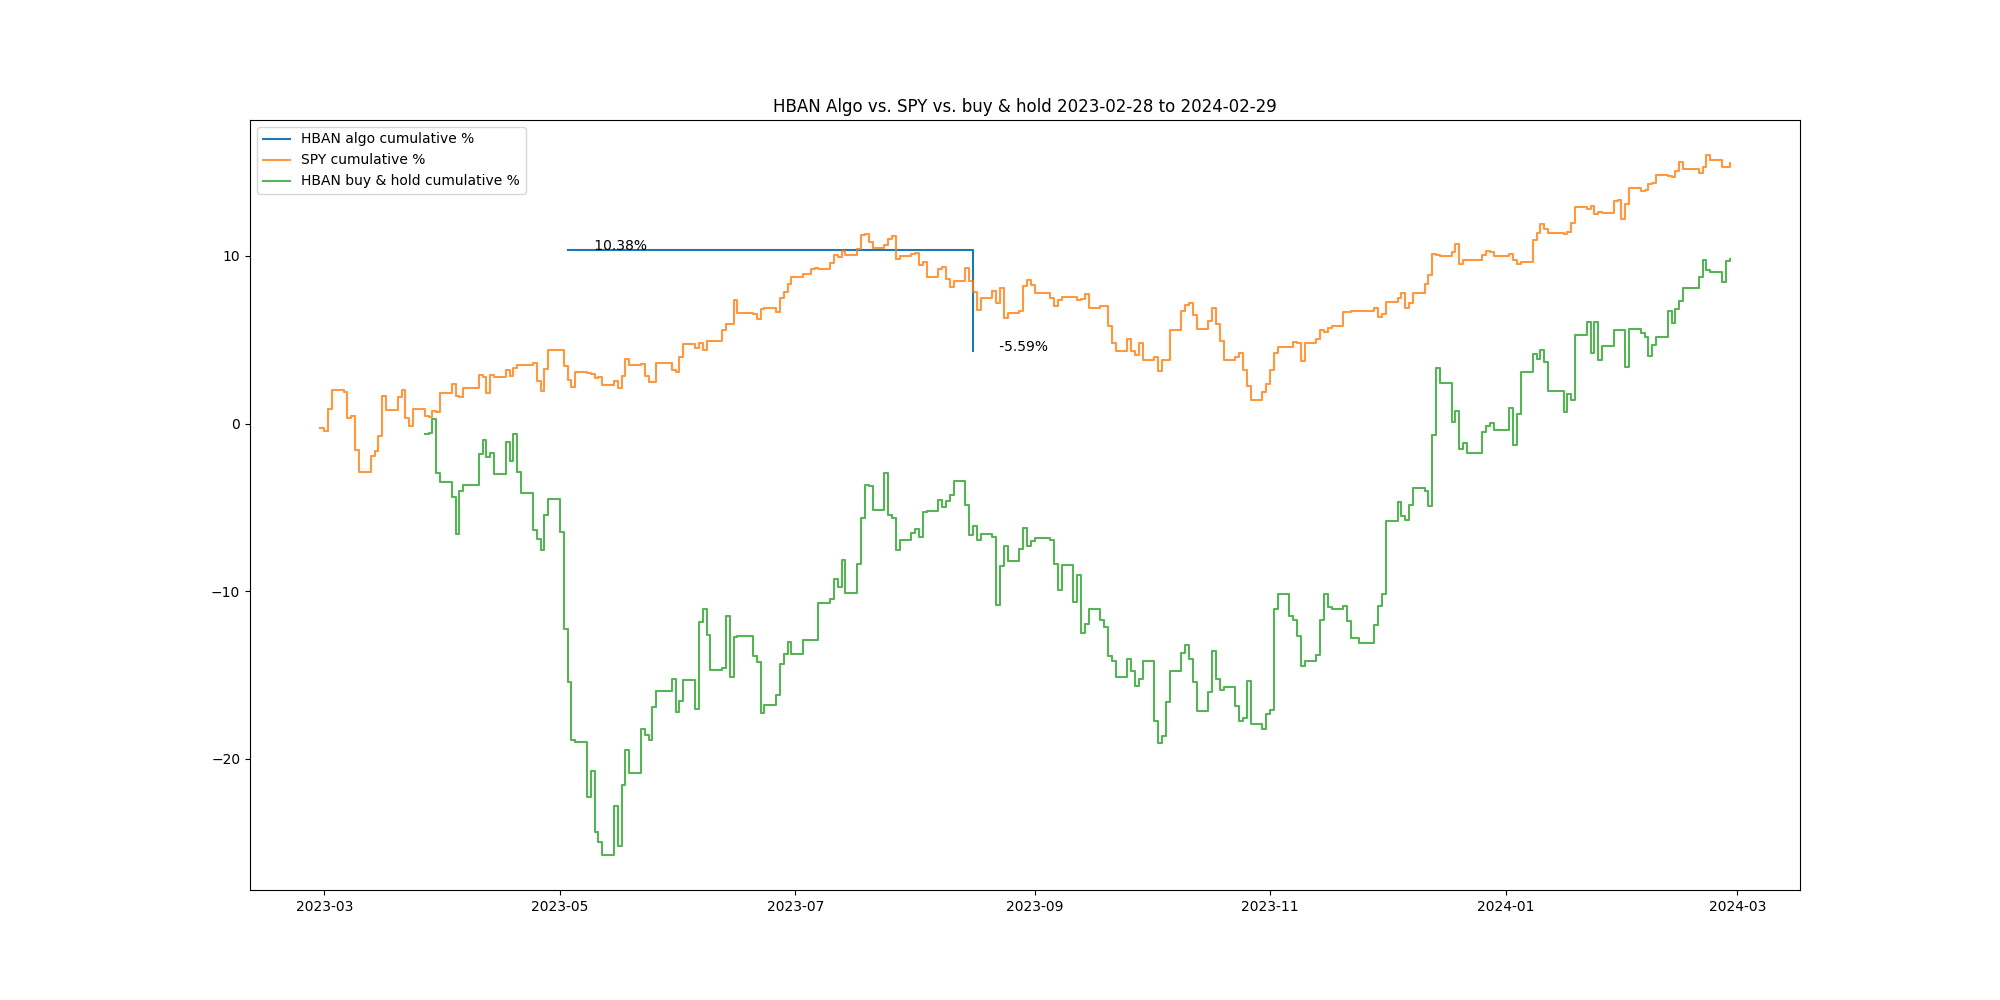 HBAN Algo vs. SPY vs. buy & hold 2023-02-28 to 2024-02-29
HBAN algo cumulative %
SPY cumulative %
HBAN buy & hold cumulative %
10.38%
-5.59%
10
0
−10
−20
2023-03 2023-05 2023-07 2023-09 2023-11 2024-01 2024-03